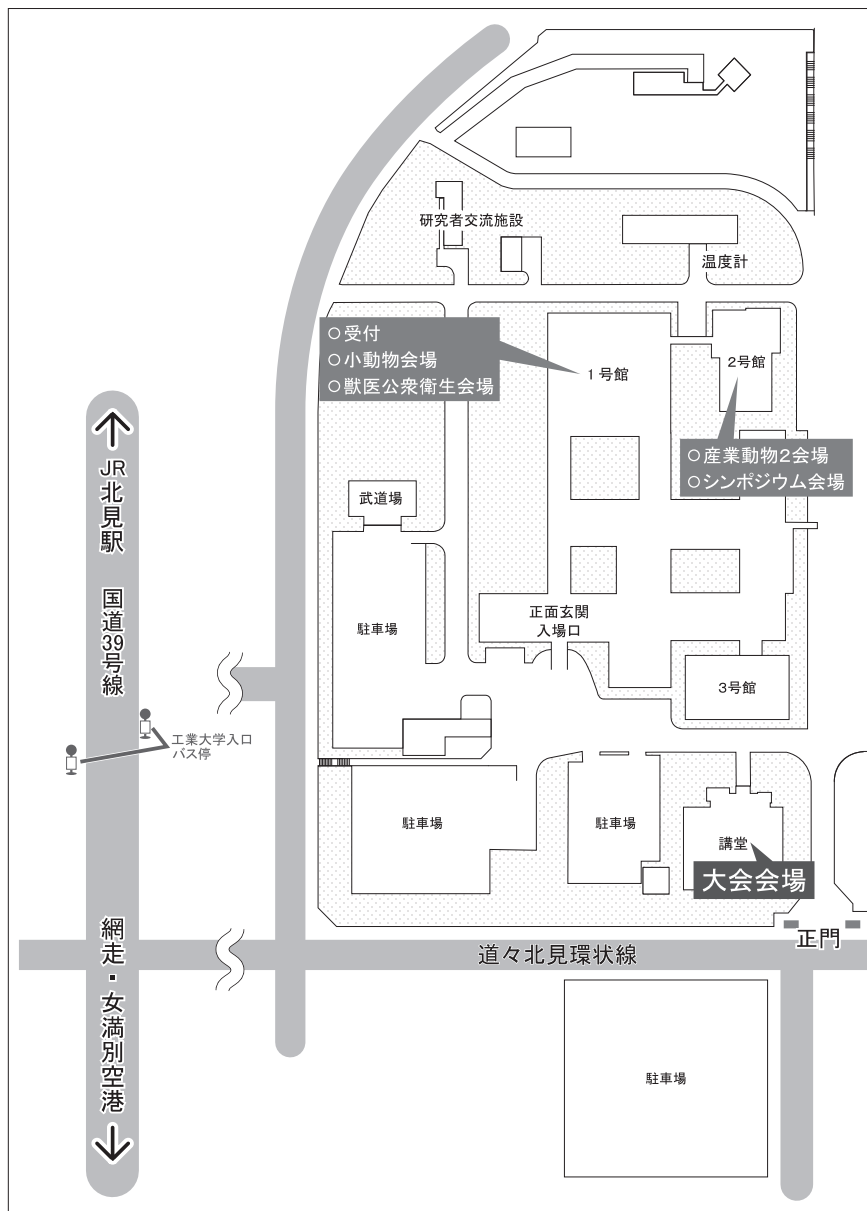 研究者交流施設
温度計
○受付
○小動物会場
○獣医公衆衛生会場
1号館
2号館
○産業動物2会場
○シンポジウム会場
JR北見駅
国道39号線
武道場
駐車場
正面玄関
入場口
3号館
工業大学入口
バス停
駐車場
駐車場
講堂
大会会場
網走・女満別空港
道々北見環状線
正門
駐車場